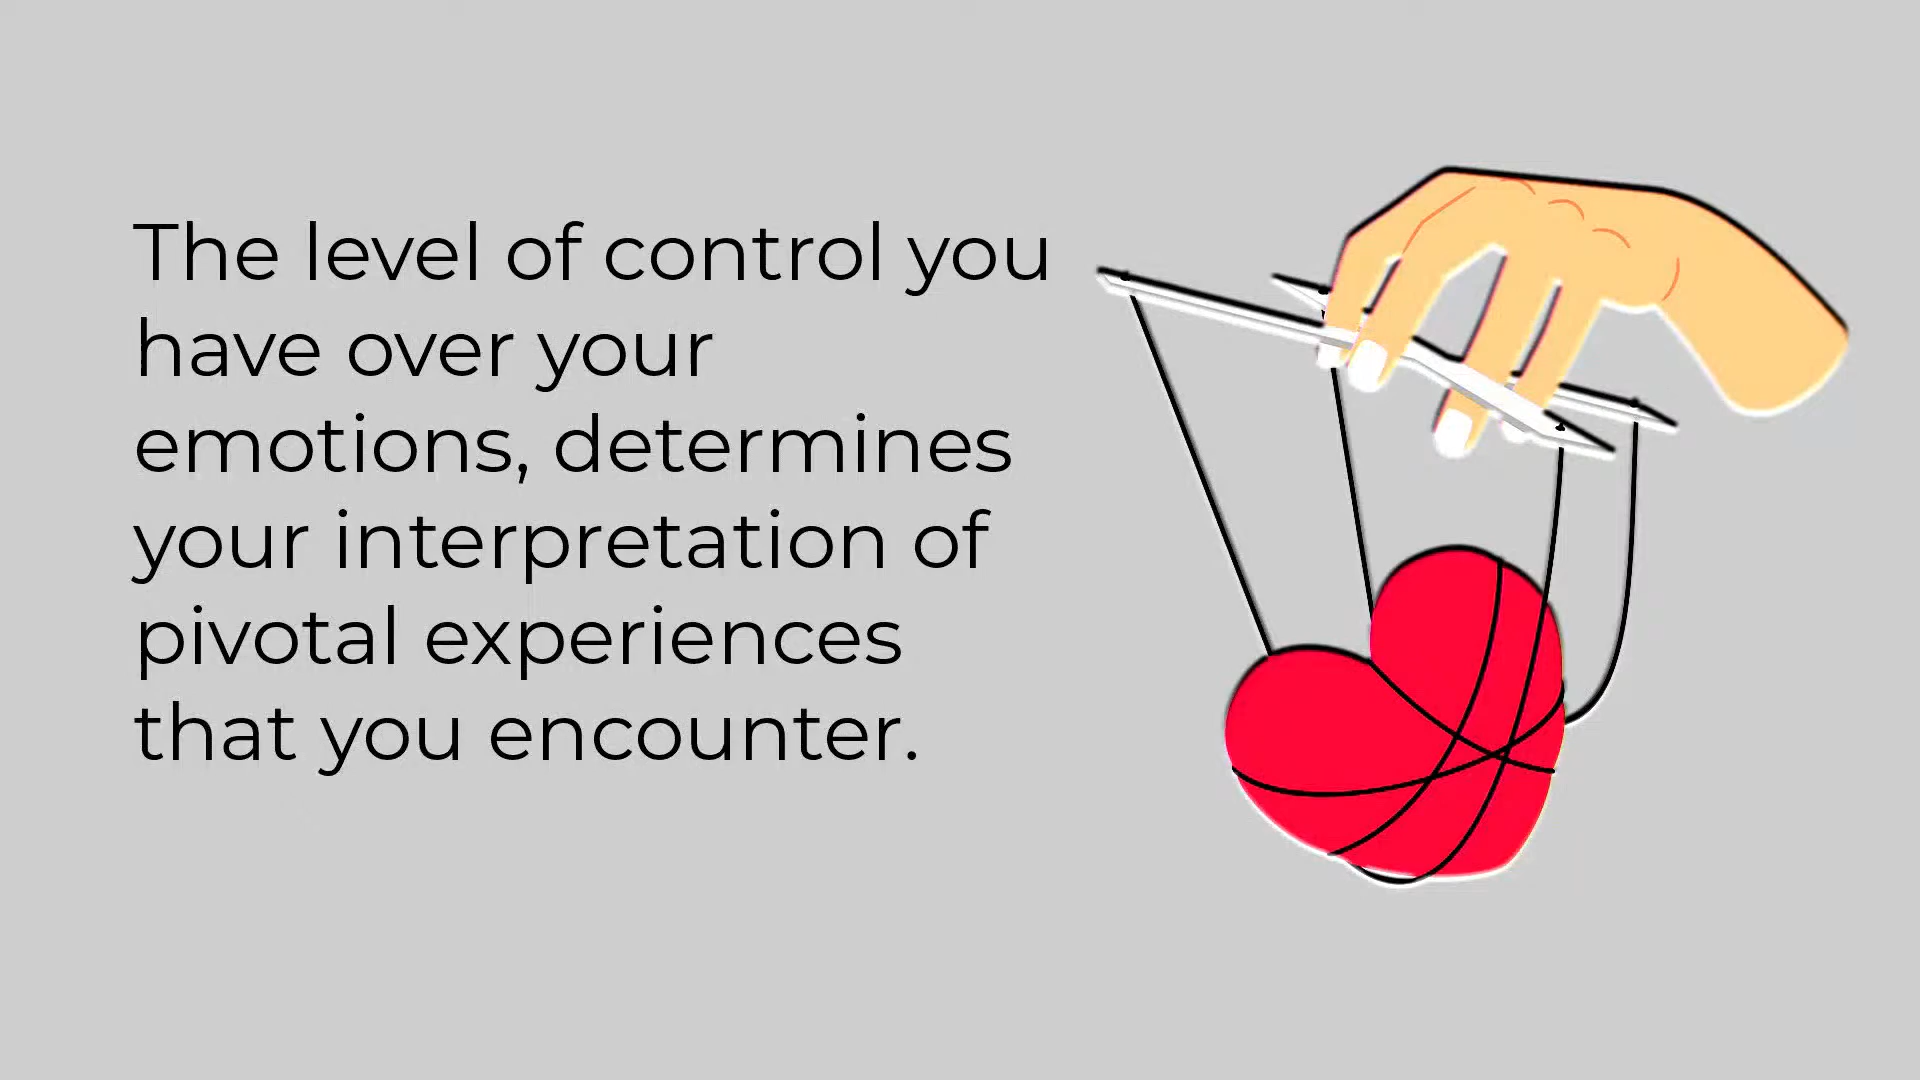 The level of control you
have over your
emotions, determines
your interpretation of
pivotal experiences
that you encounter.